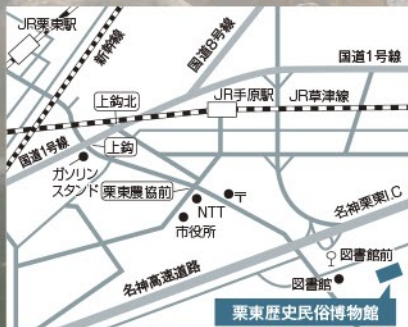 JR栗東駅
新幹線
国道8号線
国道1号線
上鈎北
JR手原駅
JR草津線
国道1号線
上鈎
ガソリン
スタンド
栗東農協前
〒
NTT
市役所
名神栗東I.C
名神高速道路
図書館前
図書館
栗東歴史民俗博物館